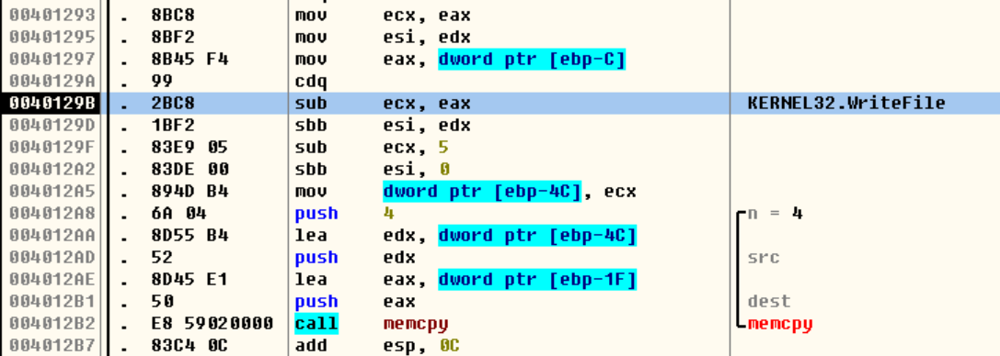 00401293 . 8BC8 mov ecx, eax
00401295 . 8BF2 mov esi, edx
00401297 . 8B45 F4 mov eax, dword ptr [ebp-C]
0040129A . 99 cdq
0040129B . 2BC8 sub ecx, eax KERNEL32.WriteFile
0040129D . 1BF2 sbb esi, edx
0040129F . 83E9 05 sub ecx, 5
004012A2 . 83DE 00 sbb esi, 0
004012A5 . 894D B4 mov dword ptr [ebp-4C], ecx
004012A8 . 6A 04 push 4 n = 4
004012AA . 8D55 B4 lea edx, dword ptr [ebp-4C]
004012AD . 52 push edx src
004012AE . 8D45 E1 lea eax, dword ptr [ebp-1F]
004012B1 . 50 push eax dest
004012B2 . E8 59020000 call memcpy memcpy
004012B7 . 83C4 0C add esp, 0C